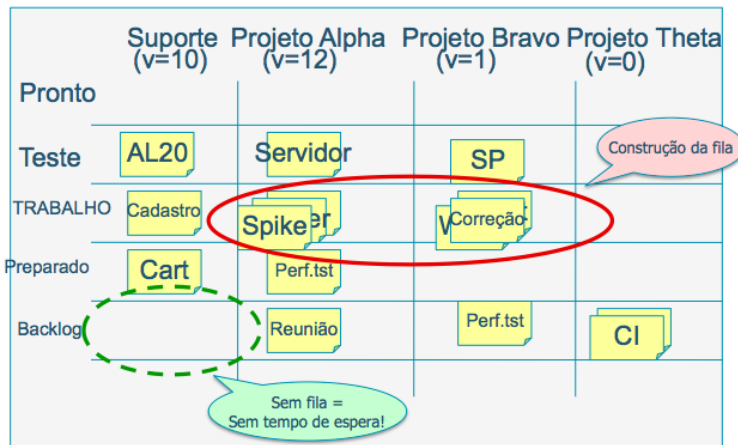 Suporte Projeto Alpha Projeto Bravo Projeto Theta
(v=10) (v=12) (v=1) (v=0)
Pronto
Teste AL20 Servidor SP
Construção da fila
TRABALHO Cadastro Spike er Correção
Preparado Cart Perf.tst
Backlog Reunião Perf.tst CI
Sem fila =
Sem tempo de espera!